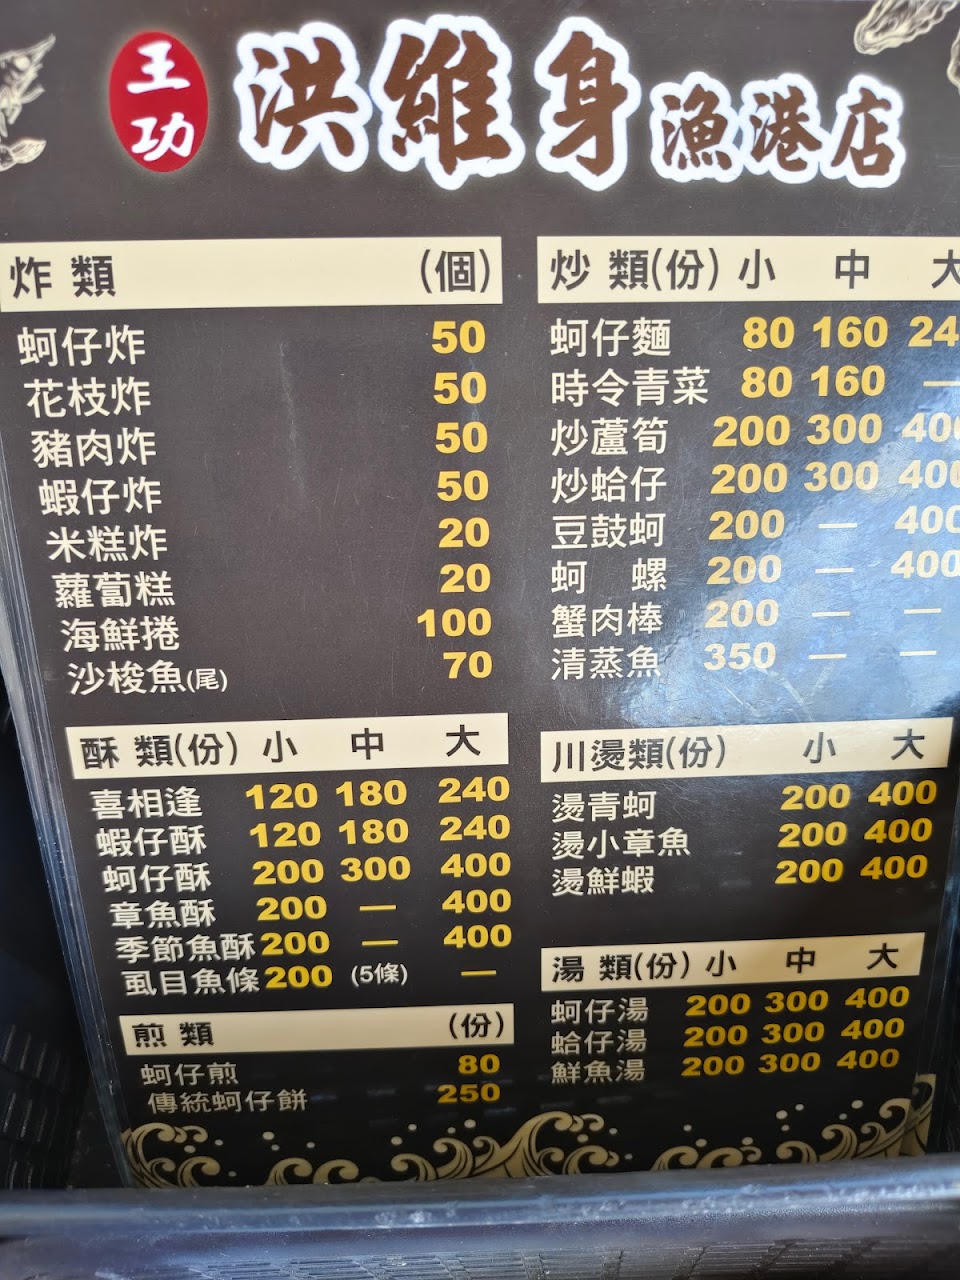 王功
洪維身漁港店
炸 類 (個)
蚵仔炸 50
花枝炸 50
豬肉炸 50
蝦仔炸 50
米糕炸 20
蘿蔔糕 20
海鮮捲 100
沙梭魚(尾) 70
酥 類(份) 小 中 大
喜相逢 120 180 240
蝦仔酥 120 180 240
蚵仔酥 200 300 400
章魚酥 200 — 400
季節魚酥 200 — 400
虱目魚條 200 (5條) —
煎 類 (份)
蚵仔煎 80
傳統蚵仔餅 250
炒 類(份) 小 中 大
蚵仔麵 80 160 24
時令青菜 80 160 —
炒蘆筍 200 300 400
炒蛤仔 200 300 400
豆鼓蚵 200 — 400
蚵 螺 200 — 400
蟹肉棒 200 — —
清蒸魚 350 — —
川燙類(份) 小 大
燙青蚵 200 400
燙小章魚 200 400
燙鮮蝦 200 400
湯 類(份) 小 中 大
蚵仔湯 200 300 400
蛤仔湯 200 300 400
鮮魚湯 200 300 400